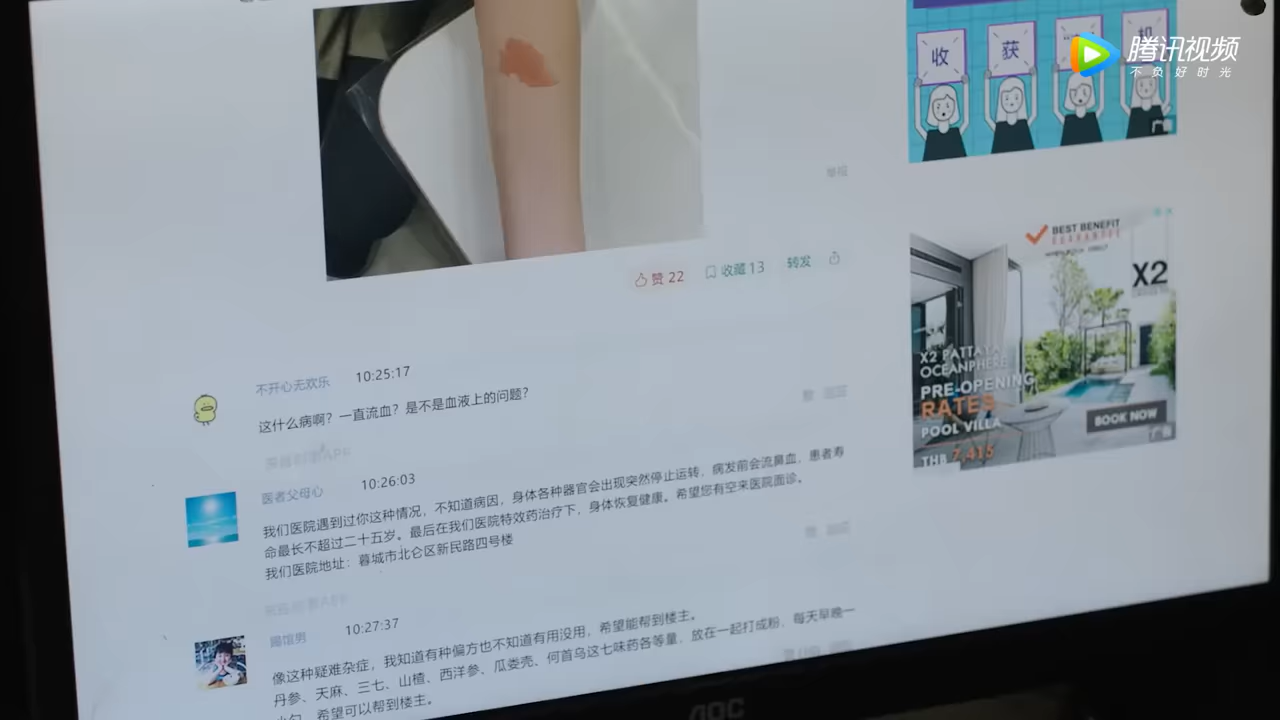 收
获
机
腾讯视频
不负好时光
广告
举报
赞 22
收藏 13
转发
BEST BENEFIT
GUARANTEE
X2
X2 PATTAYA
OCEANPHERE
PRE-OPENING
RATES
POOL VILLA
THB 7,415
BOOK NOW
广告
不开心无欢乐 10:25:17
这什么病啊？一直流血？是不是血液上的问题？
医者父母心 10:26:03
我们医院遇到过你这种情况，不知道病因，身体各种器官会出现突然停止运转，病发前会流鼻血，患者寿
命最长不超过二十五岁。最后在我们医院特效药治疗下，身体恢复健康。希望您有空来医院面诊。
我们医院地址：暮城市北仑区新民路四号楼
10:27:37
像这种疑难杂症，我知道有种偏方也不知道有用没用，希望能帮到楼主。
丹参、天麻、三七、山楂、西洋参、瓜娄壳、何首乌这七味药各等量，放在一起打成粉，每天早晚一
小勺，希望可以帮到楼主。
AOC